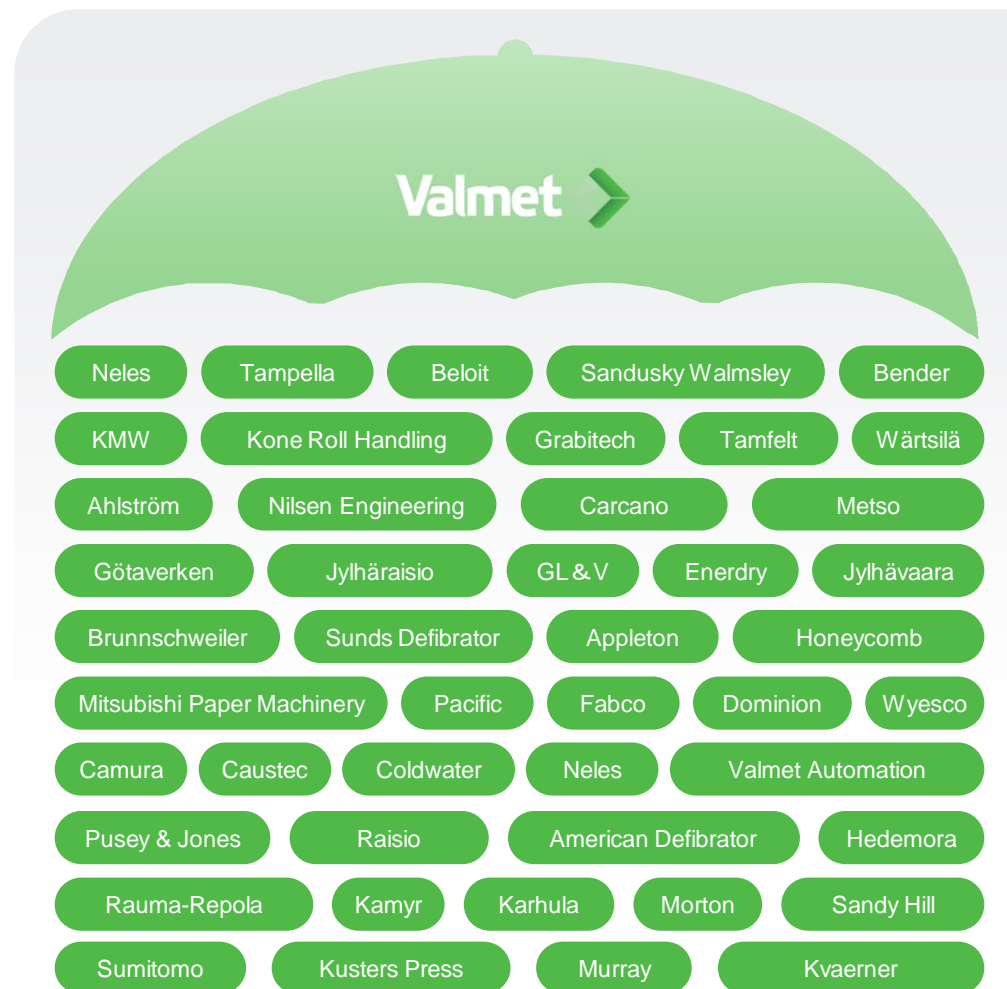 Valmet
Neles Tampella Beloit Sandusky Walmsley Bender
KMW Kone Roll Handling Grabitech Tamfelt Wärtsilä
Ahlström Nilsen Engineering Carcano Metso
Götaverken Jylhäraisio GL&V Enerdry Jylhävaara
Brunnschweiler Sunds Defibrator Appleton Honeycomb
Mitsubishi Paper Machinery Pacific Fabco Dominion Wyesco
Camura Caustec Coldwater Neles Valmet Automation
Pusey & Jones Raisio American Defibrator Hedemora
Rauma-Repola Kamyr Karhula Morton Sandy Hill
Sumitomo Kusters Press Murray Kvaerner